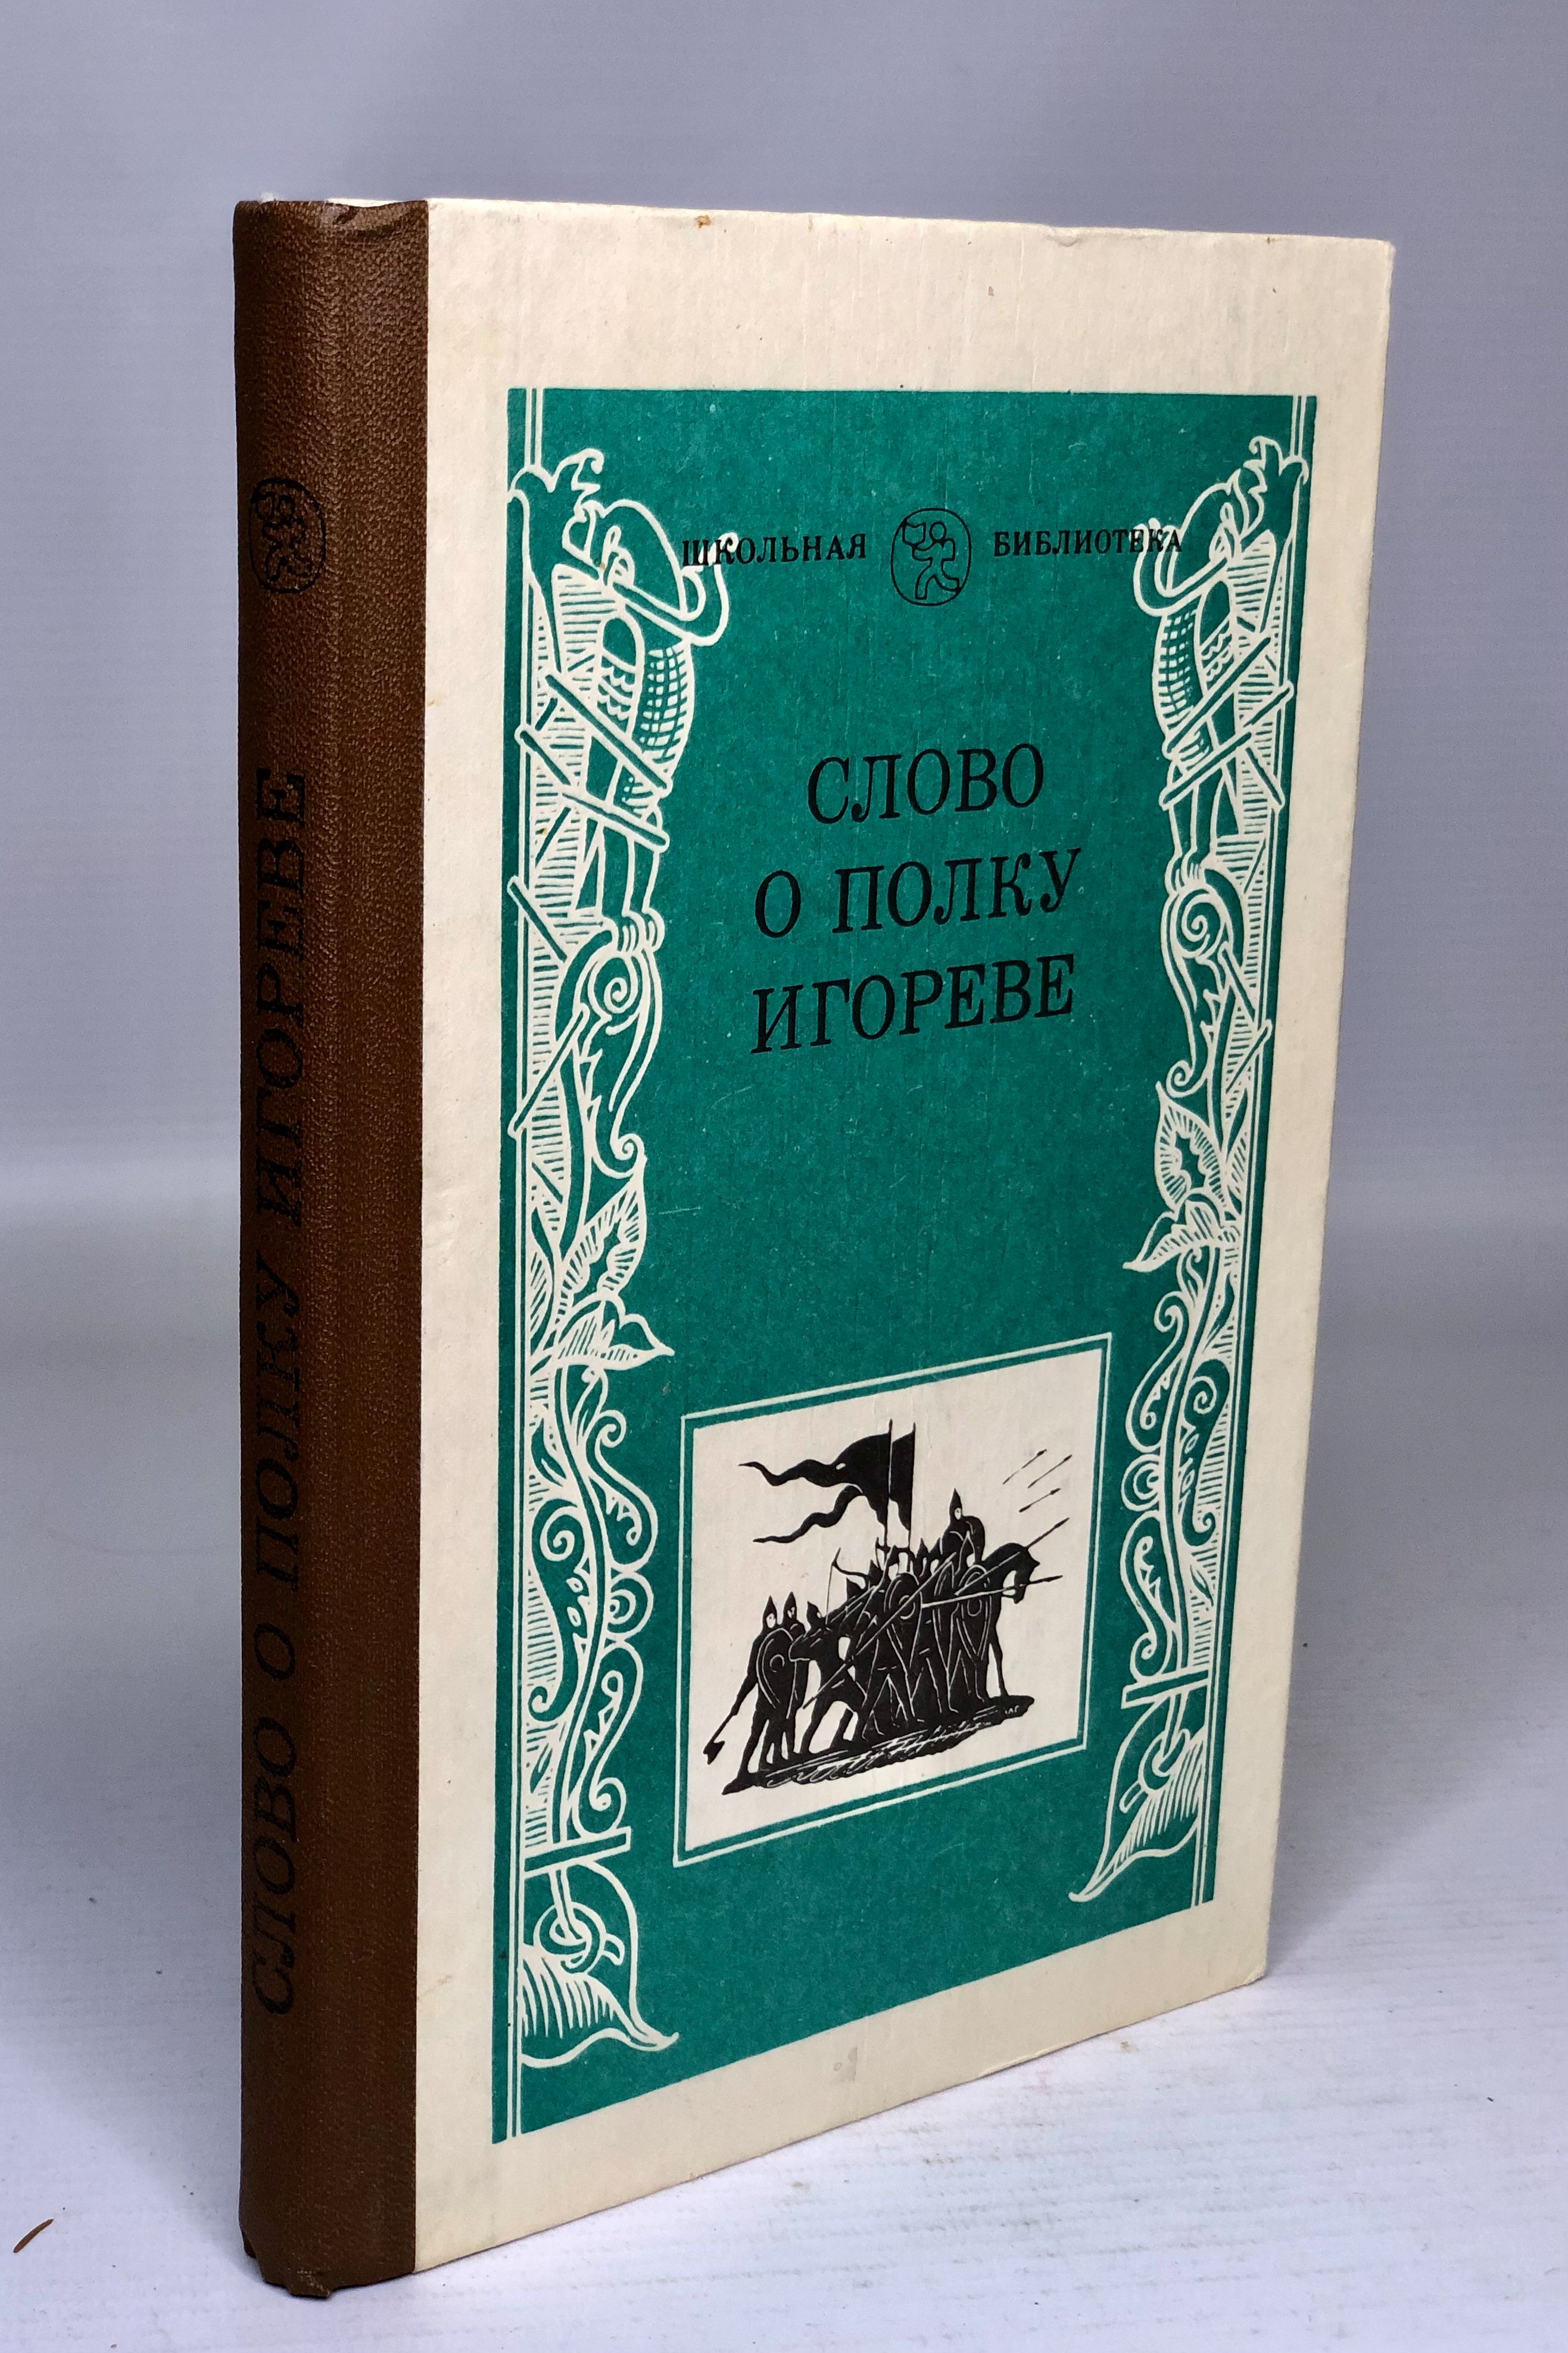 СЛОВО О ПОЛКУ ИГОРЕВЕ
ШКОЛЬНАЯ БИБЛИОТЕКА
СЛОВО
О ПОЛКУ
ИГОРЕВЕ